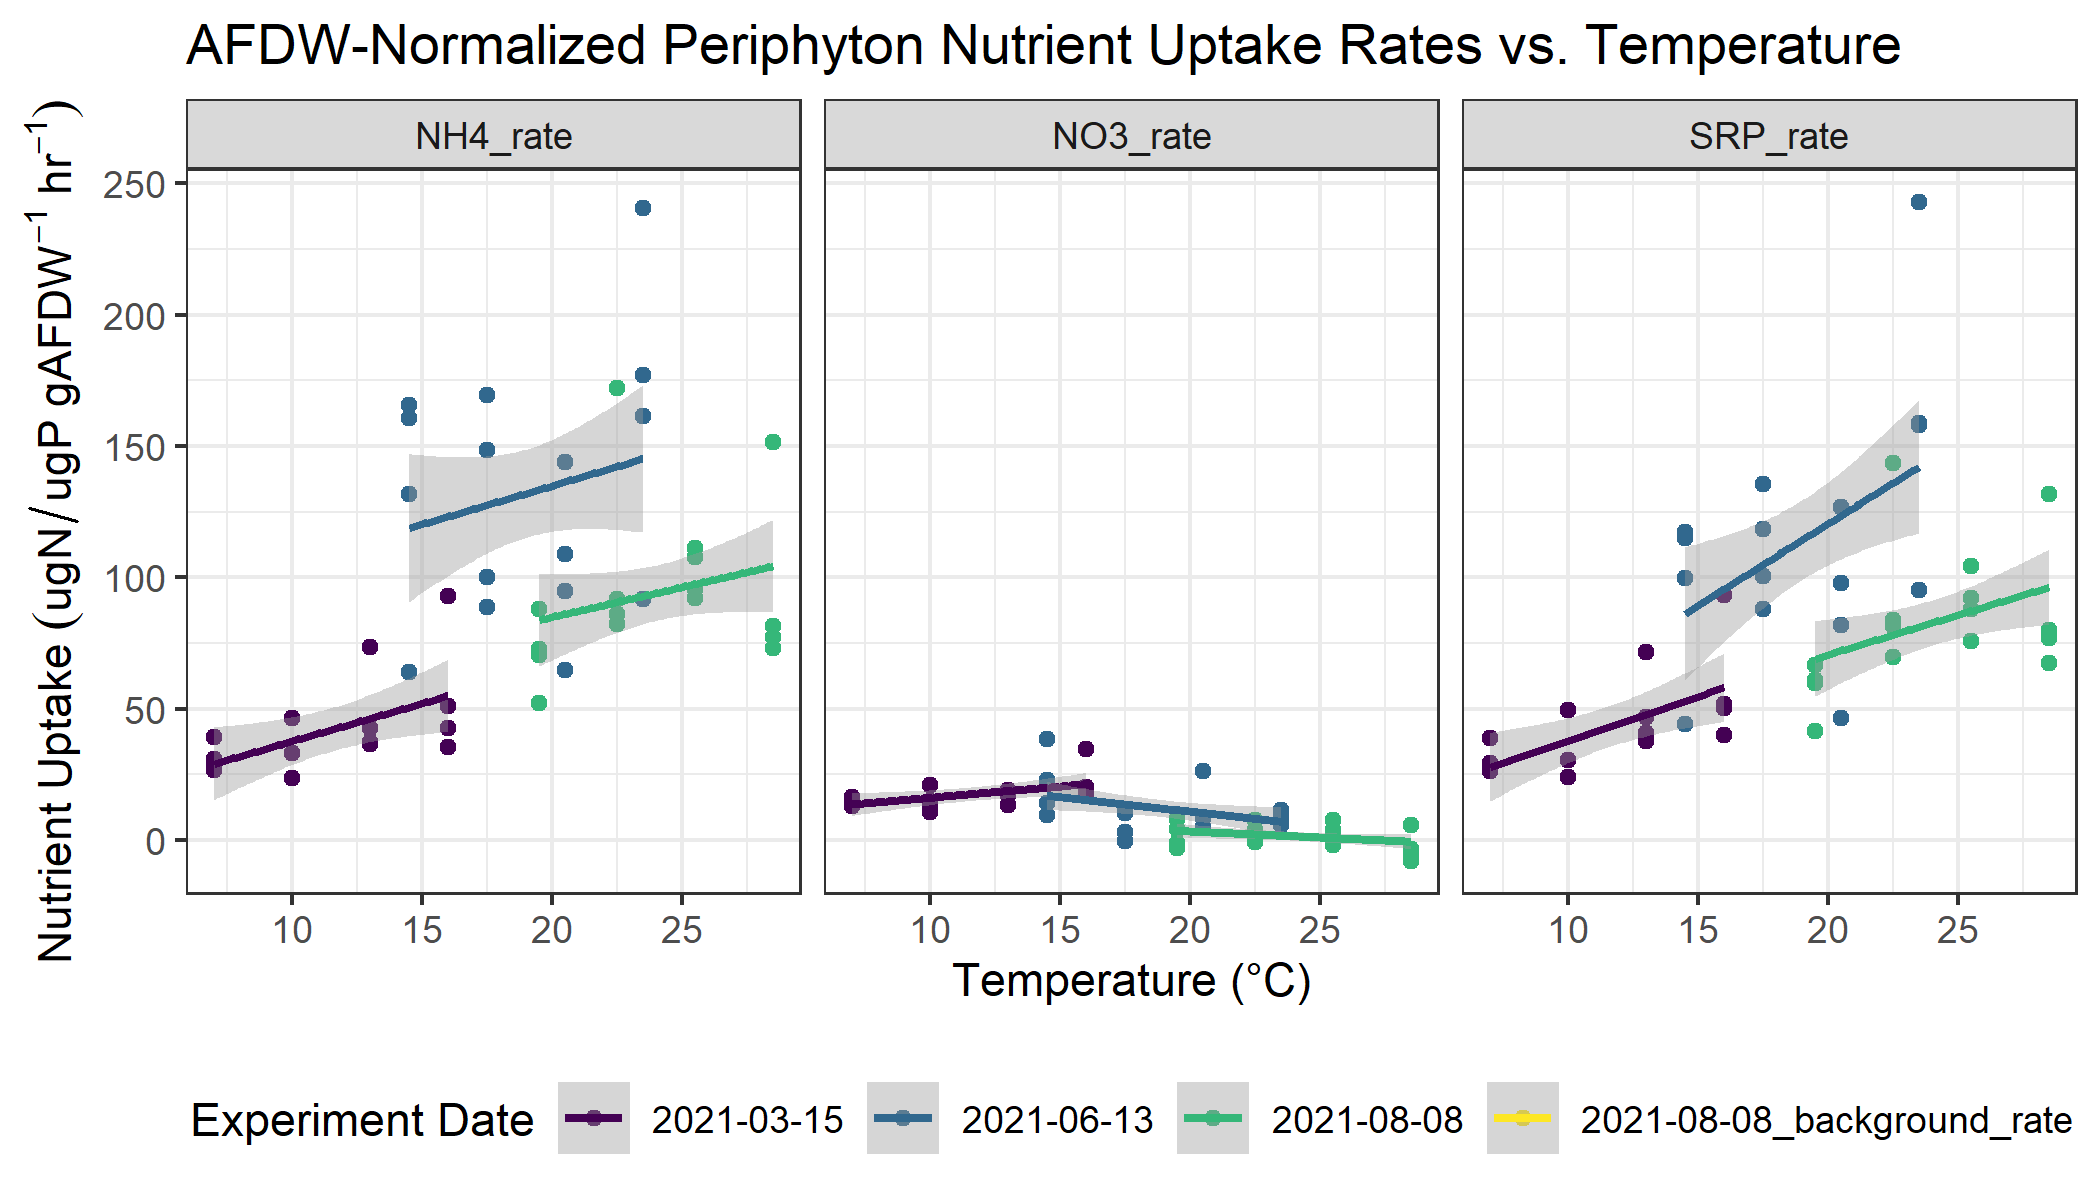 AFDW-Normalized Periphyton Nutrient Uptake Rates vs. Temperature
NH4_rate NO3_rate SRP_rate
Nutrient Uptake (ugN/ugP gAFDW⁻¹ hr⁻¹)
250
200
150
100
50
0
10 15 20 25 10 15 20 25 10 15 20 25
Temperature (°C)
Experiment Date 2021-03-15 2021-06-13 2021-08-08 2021-08-08_background_rate